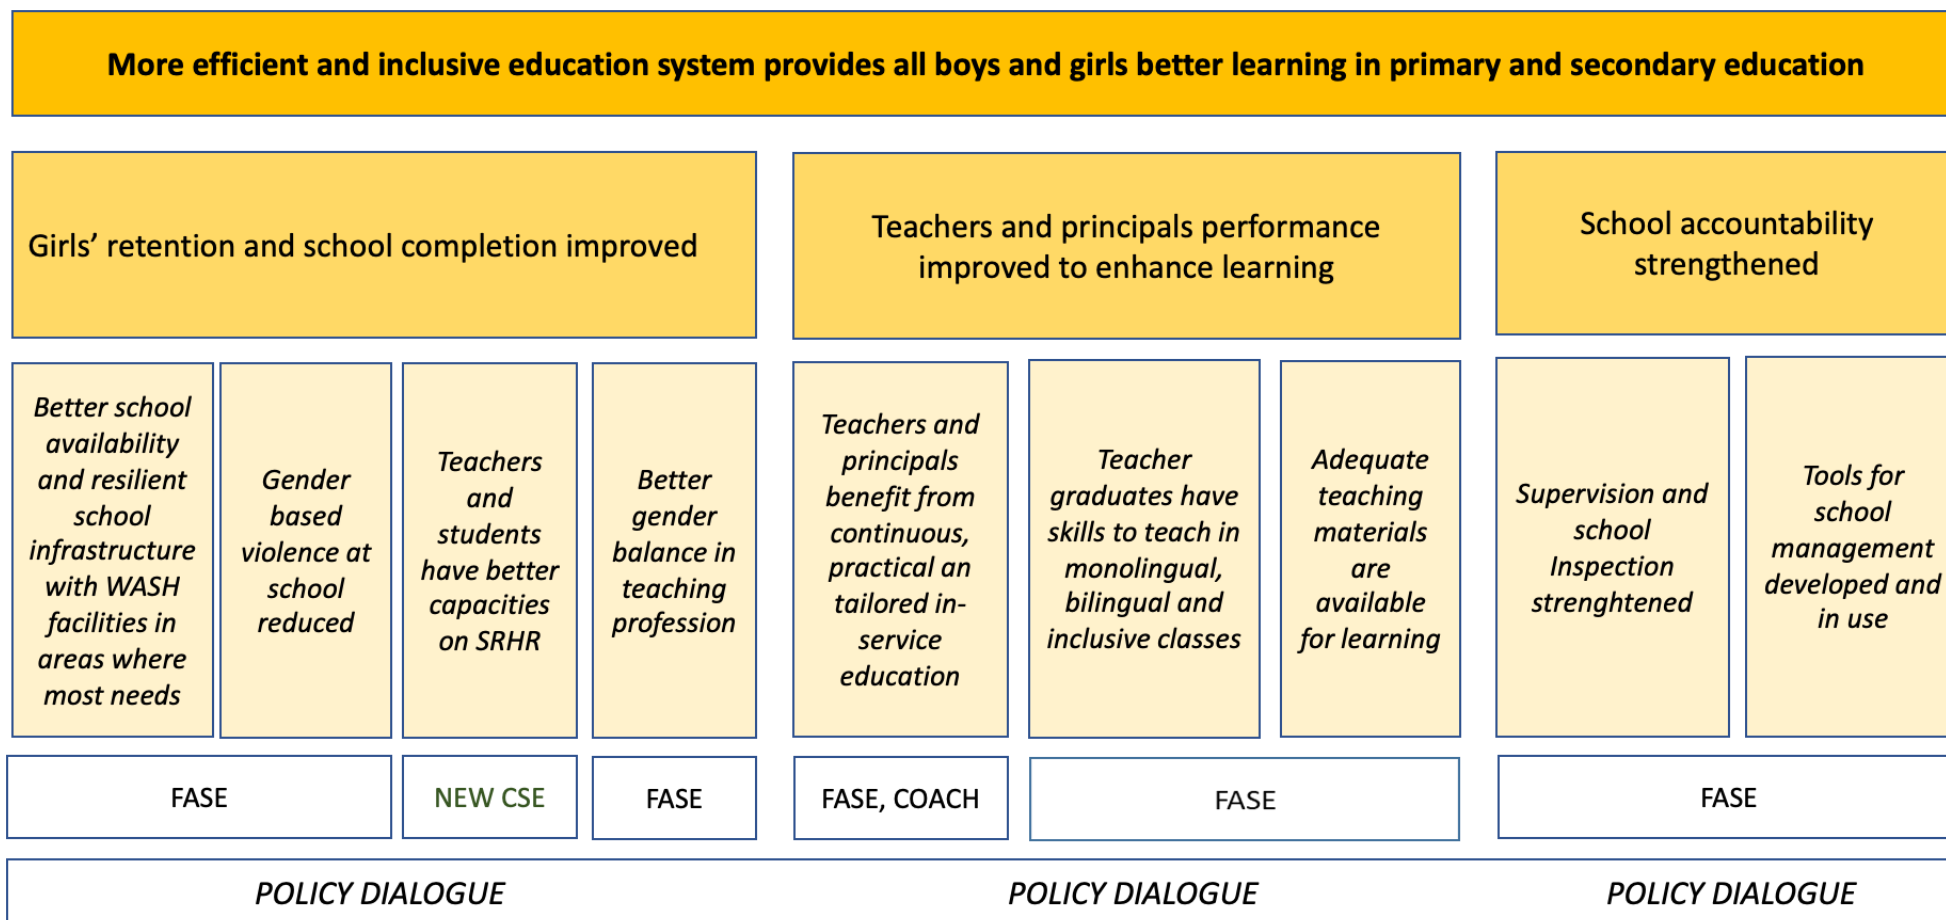 More efficient and inclusive education system provides all boys and girls better learning in primary and secondary education
Girls’ retention and school completion improved
Teachers and principals performance
improved to enhance learning
School accountability
strengthened
Better school
availability
and resilient
school
infrastructure
with WASH
facilities in
areas where
most needs
Gender
based
violence at
school
reduced
Teachers
and
students
have better
capacities
on SRHR
Better
gender
balance in
teaching
profession
Teachers and
principals
benefit from
continuous,
practical an
tailored in-
service
education
Teacher
graduates have
skills to teach in
monolingual,
bilingual and
inclusive classes
Adequate
teaching
materials
are
available
for learning
Supervision and
school
Inspection
strenghtened
Tools for
school
management
developed and
in use
FASE
NEW CSE
FASE
FASE, COACH
FASE
FASE
POLICY DIALOGUE
POLICY DIALOGUE
POLICY DIALOGUE